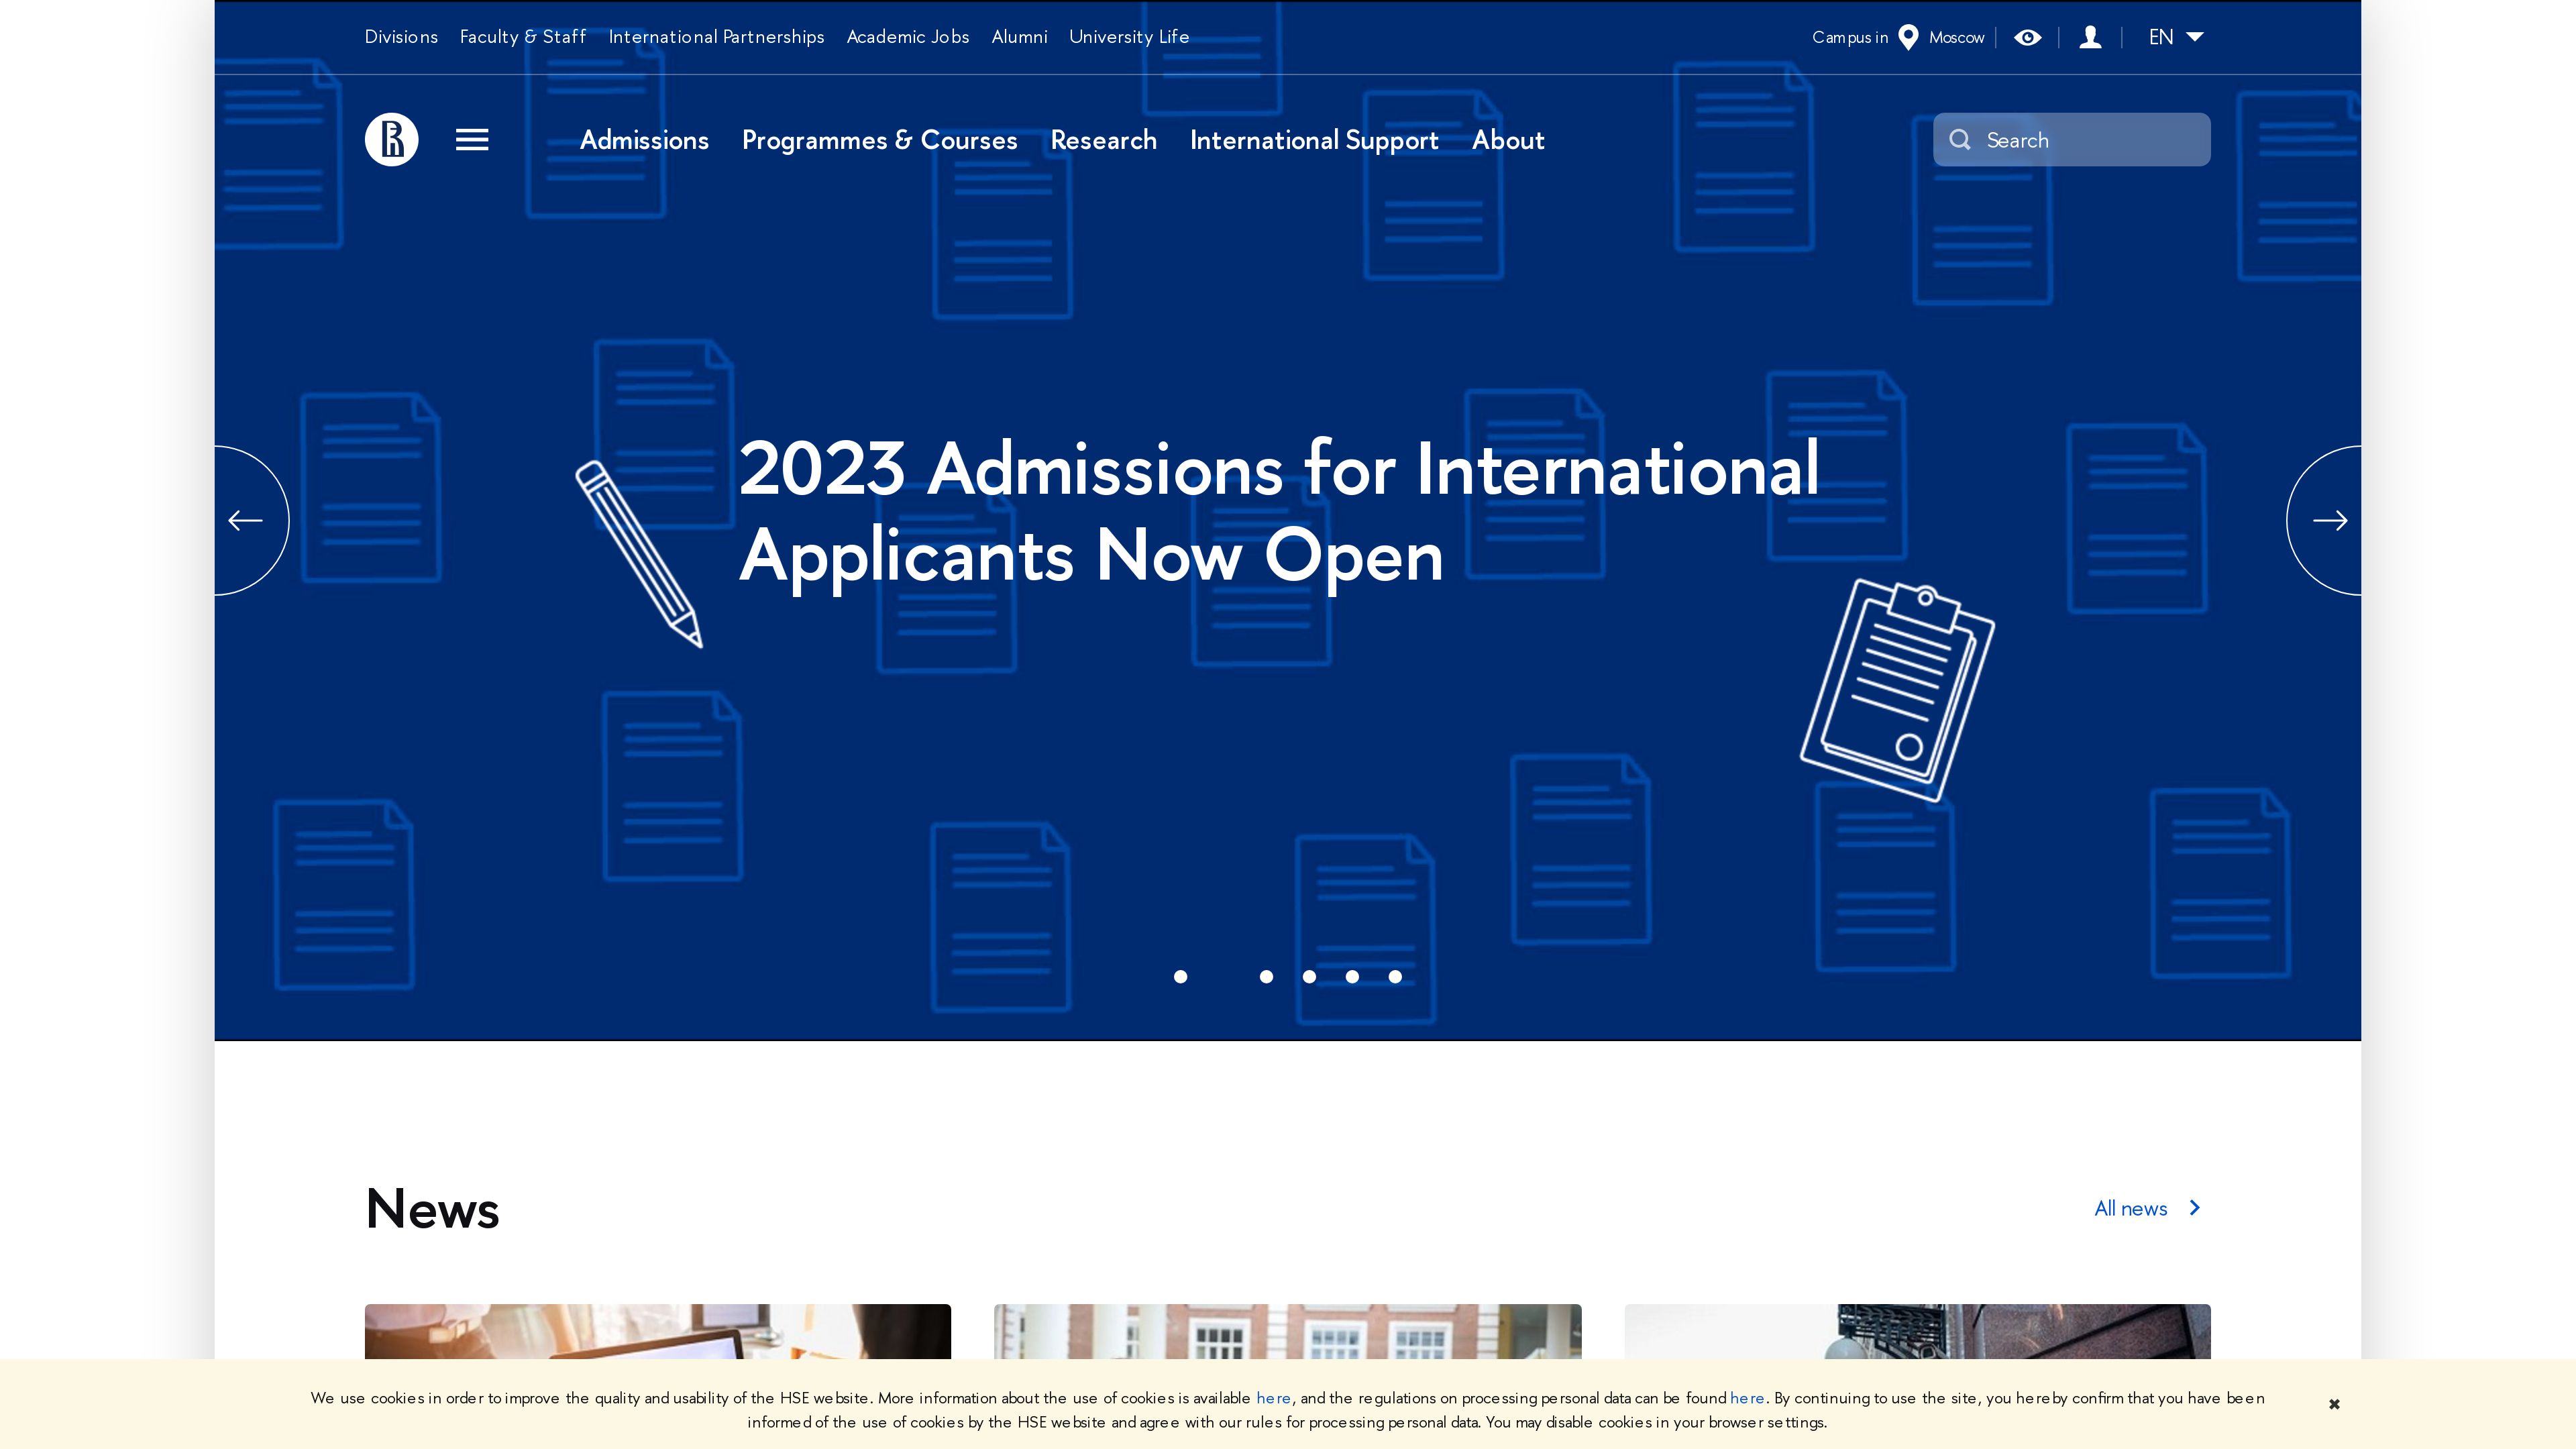 Divisions Faculty & Staff International Partnerships Academic Jobs Alumni University Life Campus in Moscow EN
Admissions Programmes & Courses Research International Support About Search
2023 Admissions for International
Applicants Now Open
News All news
We use cookies in order to improve the quality and usability of the HSE website. More information about the use of cookies is available here, and the regulations on processing personal data can be found here. By continuing to use the site, you hereby confirm that you have been
informed of the use of cookies by the HSE website and agree with our rules for processing personal data. You may disable cookies in your browser settings.